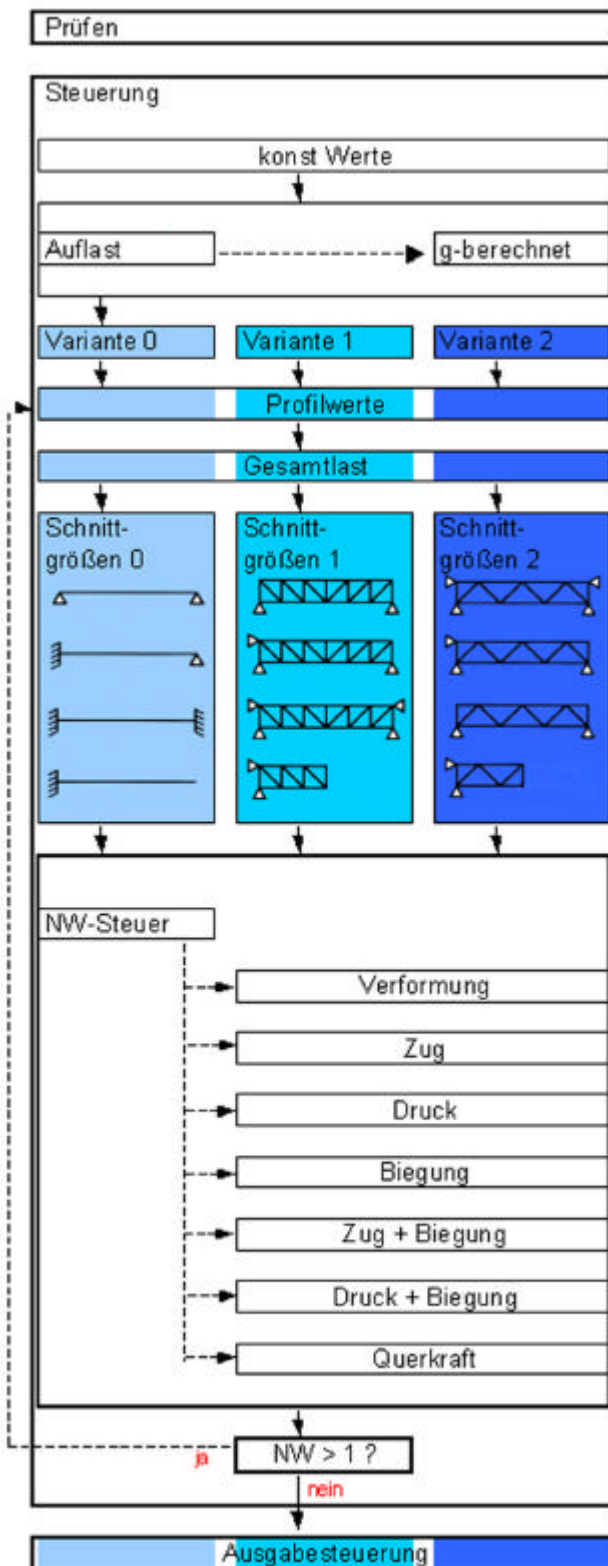 Prüfen
Steuerung
konst Werte
Auflast
g-berechnet
Variante 0
Variante 1
Variante 2
Profilwerte
Gesamtlast
Schnitt-
größen 0
Schnitt-
größen 1
Schnitt-
größen 2
NW-Steuer
Verformung
Zug
Druck
Biegung
Zug + Biegung
Druck + Biegung
Querkraft
NW > 1 ?
ja
nein
Ausgabesteuerung